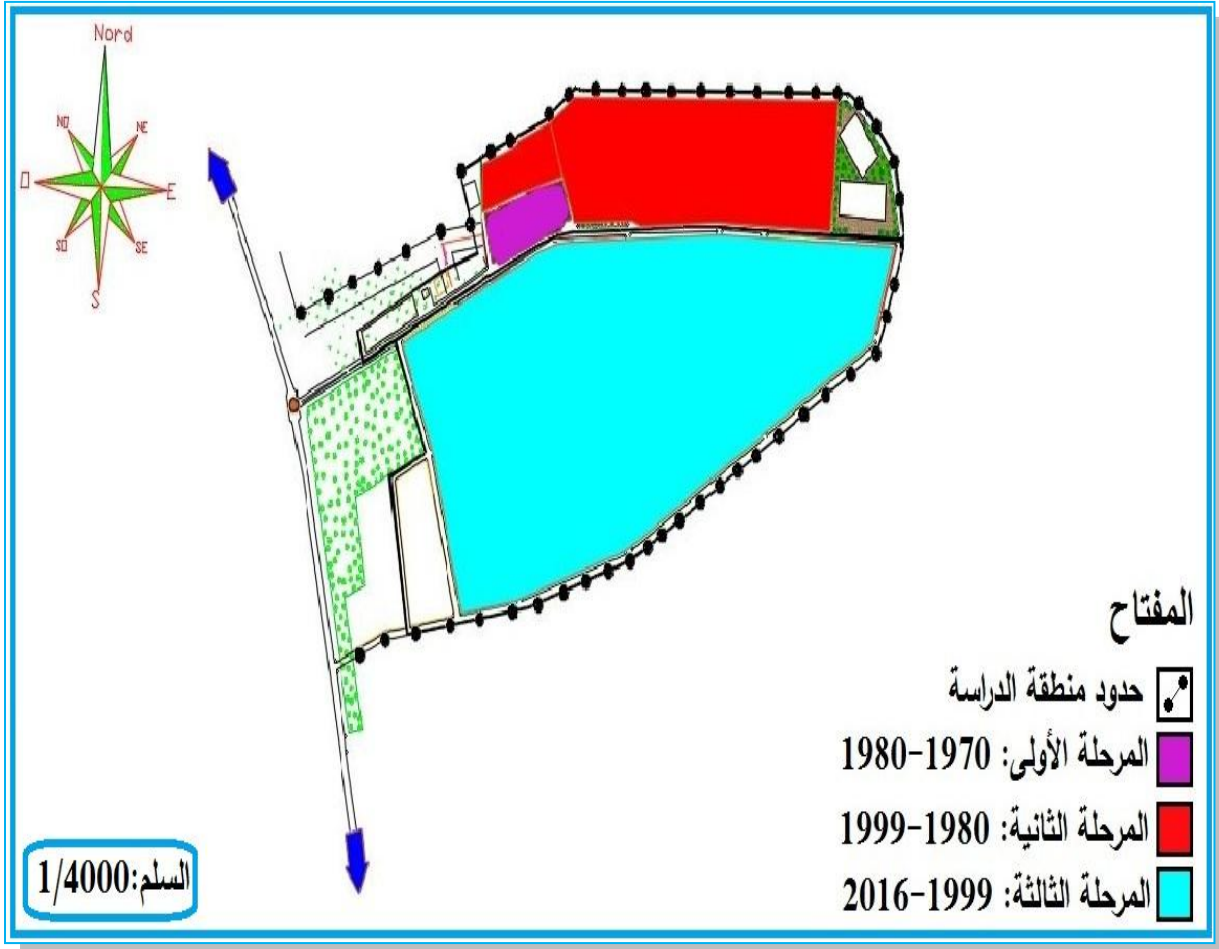 Nord
NO
NE
O
E
SO
SE
S
المفتاح
حدود منطقة الدراسة
المرحلة الأولى: 1970-1980
المرحلة الثانية: 1980-1999
المرحلة الثالثة: 1999-2016
السلم:1/4000